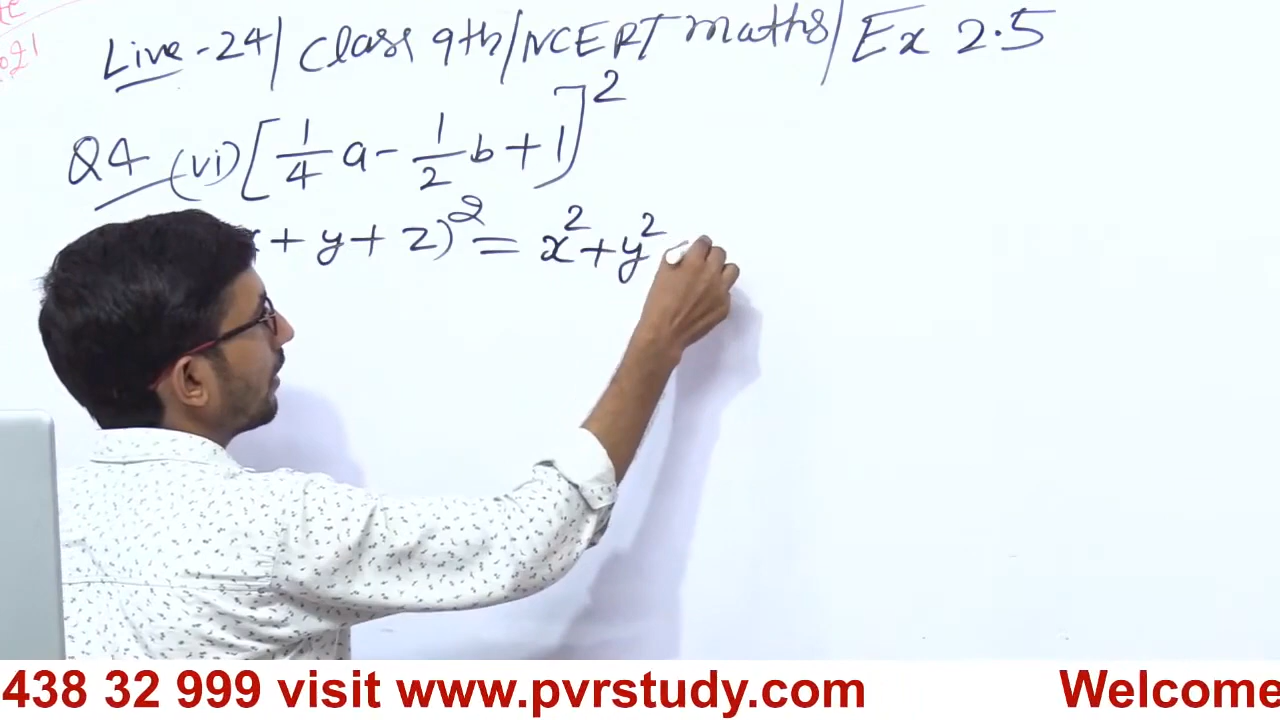 Live-24/ Class 9th/NCERT Maths/ Ex 2.5
Q4 (vi) [1/4 a - 1/2 b + 1]²
+ y + z)² = x² + y²
438 32 999 visit www.pvrstudy.com Welcome